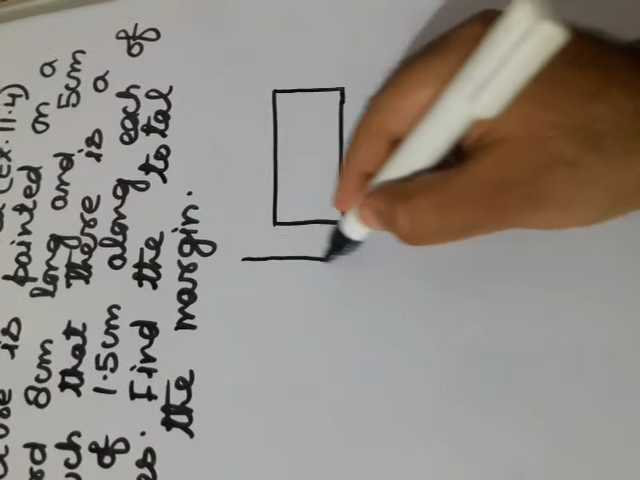 (Ex. 11.4)
is painted on a
8cm long and 5cm
such that there is a
of 1.5cm along each of
Find the total
the margin.